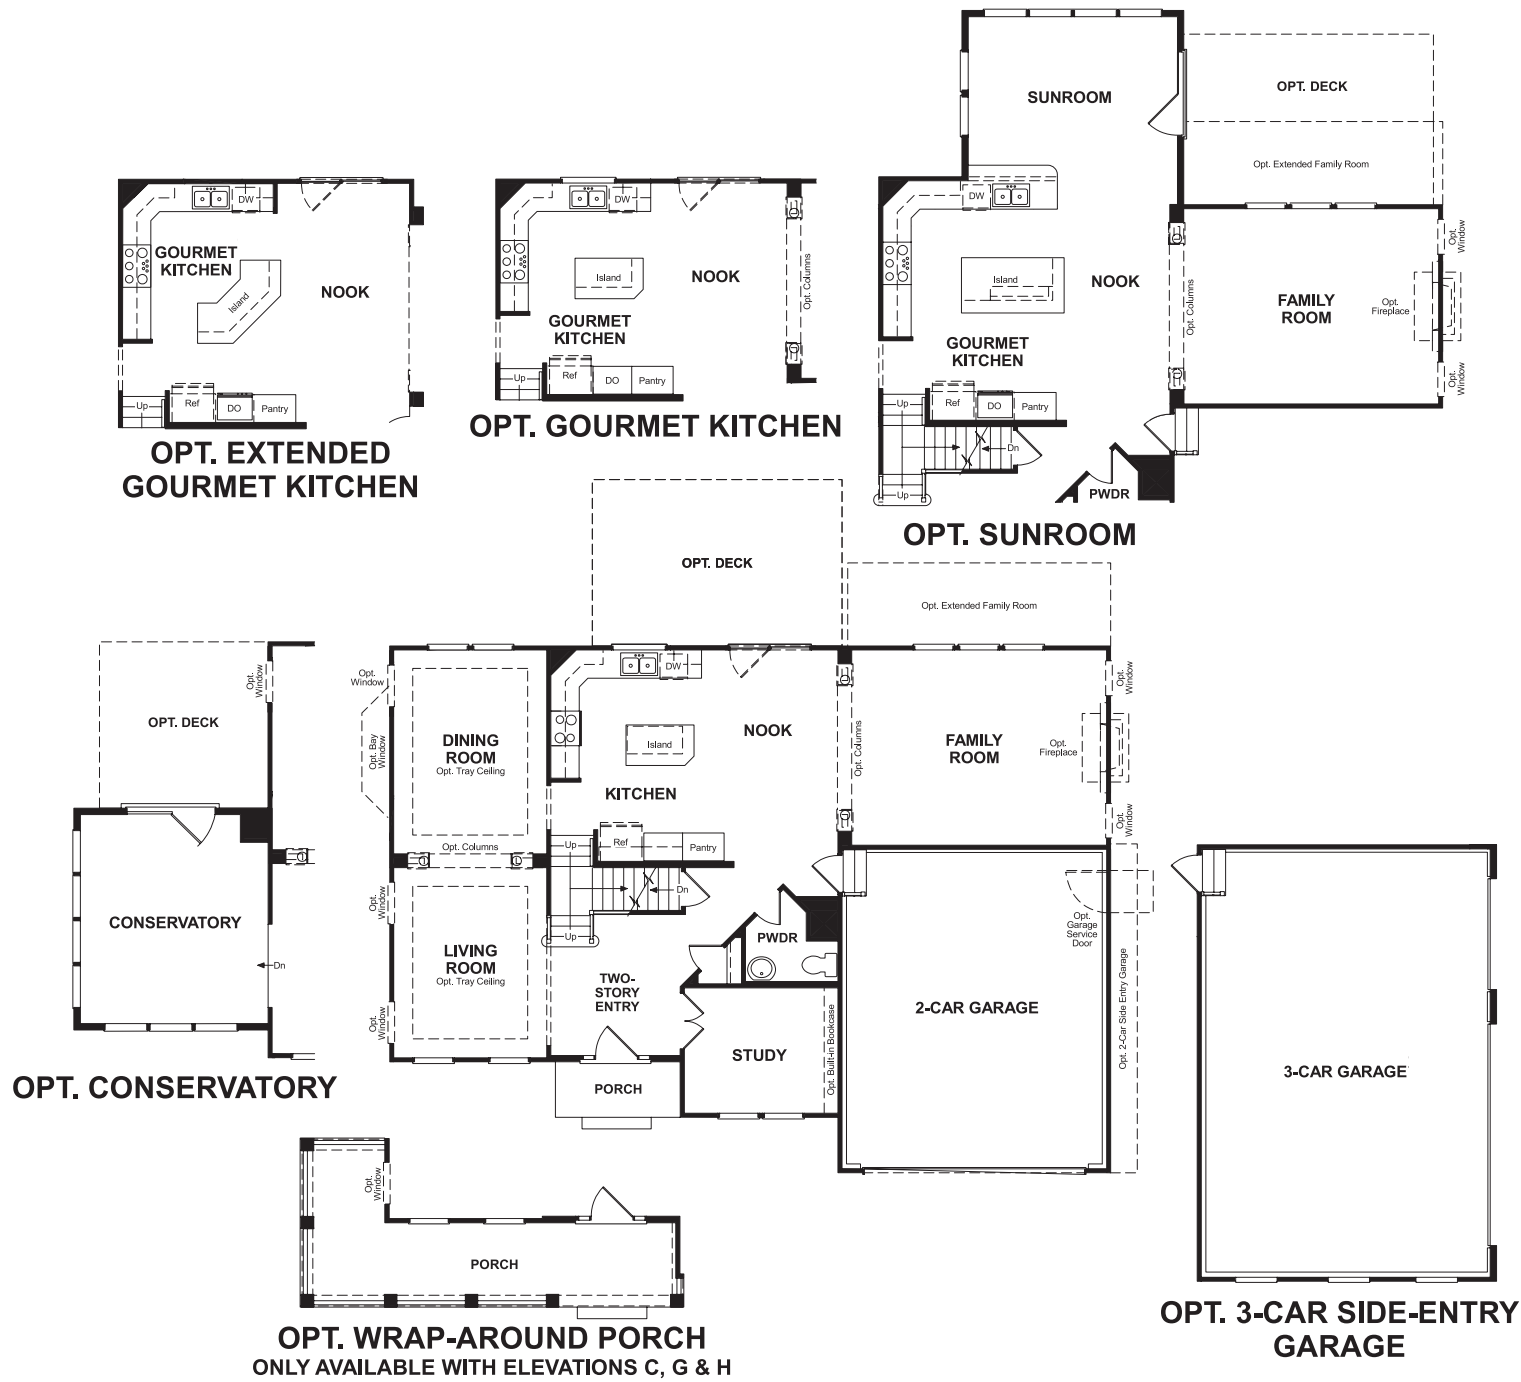 GOURMET
KITCHEN
Island
NOOK
DW
Up
Ref
DO
Pantry
OPT. EXTENDED
GOURMET KITCHEN
DW
Island
NOOK
Opt. Columns
GOURMET
KITCHEN
Up
Ref
DO
Pantry
OPT. GOURMET KITCHEN
SUNROOM
OPT. DECK
Opt. Extended Family Room
DW
Island
NOOK
Opt. Columns
FAMILY
ROOM
Opt.
Fireplace
Opt.
Window
Opt.
Window
GOURMET
KITCHEN
Up
Ref
DO
Pantry
Dn
Up
PWDR
OPT. SUNROOM
OPT. DECK
Opt. Extended Family Room
Opt.
Window
Opt. Bay
Window
DINING
ROOM
Opt. Tray Ceiling
DW
Island
NOOK
Opt. Columns
FAMILY
ROOM
Opt.
Fireplace
Opt.
Window
Opt.
Window
KITCHEN
Up
Ref
Pantry
Opt. Columns
Dn
Up
Opt.
Window
LIVING
ROOM
Opt. Tray Ceiling
Opt.
Window
TWO-
STORY
ENTRY
PWDR
Opt.
Garage
Service
Door
2-CAR GARAGE
Opt. 2-Car Side Entry Garage
STUDY
Opt. Built-in Bookcase
PORCH
OPT. DECK
Opt.
Window
CONSERVATORY
Dn
OPT. CONSERVATORY
Opt.
Window
PORCH
OPT. WRAP-AROUND PORCH
ONLY AVAILABLE WITH ELEVATIONS C, G & H
3-CAR GARAGE
OPT. 3-CAR SIDE-ENTRY
GARAGE